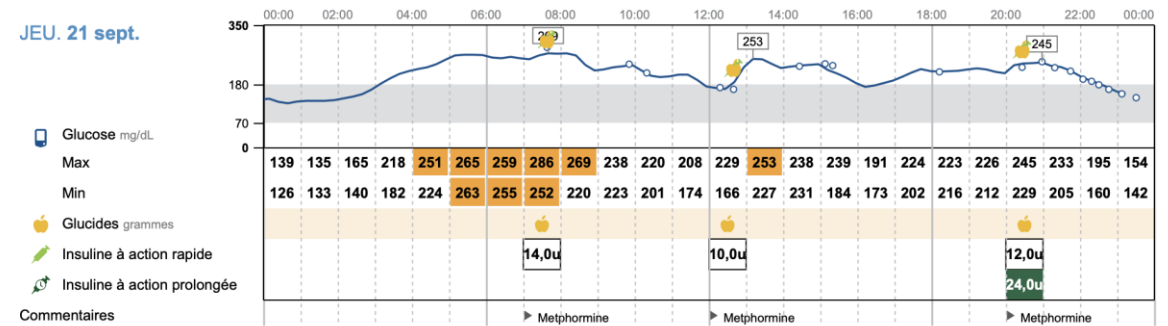 JEU. 21 sept.
00:00 02:00 04:00 06:00 08:00 10:00 12:00 14:00 16:00 18:00 20:00 22:00 00:00
350
253
245
180
70
0
Glucose mg/dL
Max 139 135 165 218 251 265 259 286 269 238 220 208 229 253 238 239 191 224 223 226 245 233 195 154
Min 126 133 140 182 224 263 255 252 220 223 201 174 166 227 231 184 173 202 216 212 229 205 160 142
Glucides grammes
Insuline à action rapide 14,0u 10,0u 12,0u
Insuline à action prolongée 24,0u
Commentaires Metphormine Metphormine Metphormine